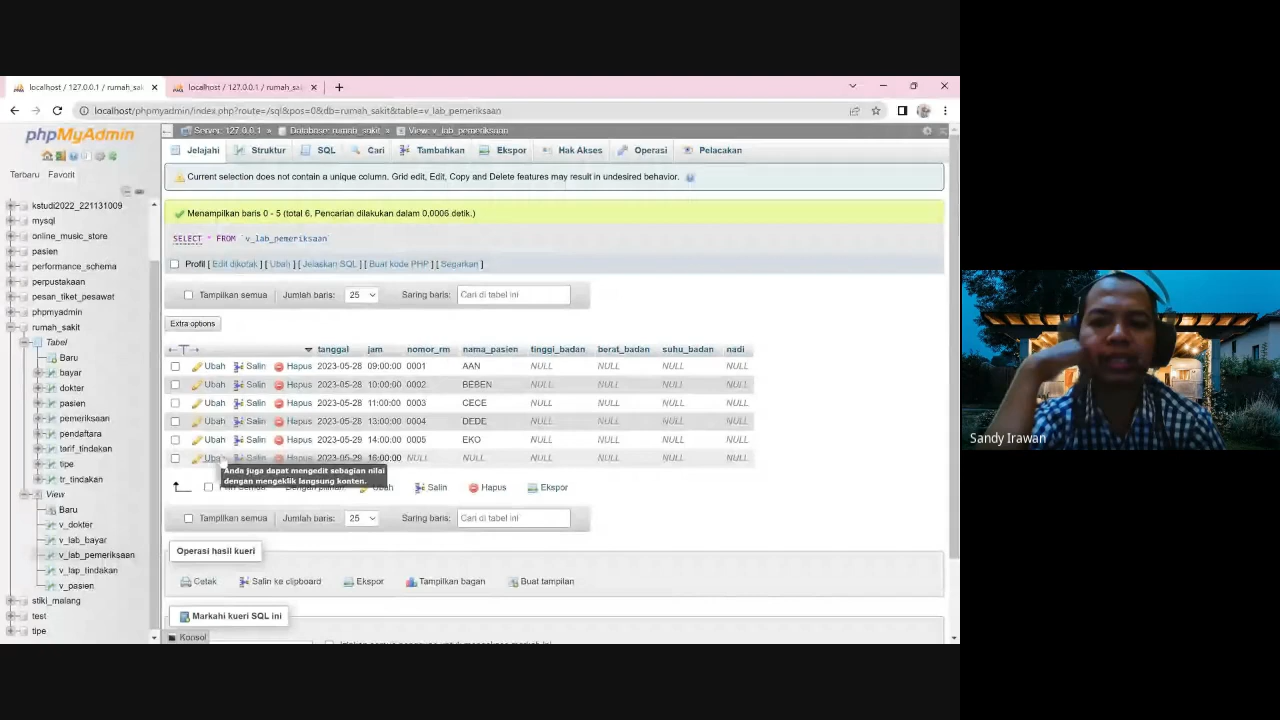 localhost / 127.0.0.1 / rumah_sak
localhost / 127.0.0.1 / rumah_sak
localhost/phpmyadmin/index.php?route=/sql&pos=0&db=rumah_sakit&table=v_lab_pemeriksaan
phpMyAdmin
Terbaru Favorit
kstudi2022_221131009
mysql
online_music_store
pasien
performance_schema
perpustakaan
pesan_tiket_pesawat
phpmyadmin
rumah_sakit
Tabel
Baru
bayar
dokter
pasien
pemeriksaan
pendaftara
tarif_tindakan
tipe
tr_tindakan
View
Baru
v_dokter
v_lab_bayar
v_lab_pemeriksaan
v_lap_tindakan
v_pasien
stiki_malang
test
tipe
Server: 127.0.0.1 » Database: rumah_sakit » View: v_lab_pemeriksaan
Jelajahi Struktur SQL Cari Tambahkan Ekspor Hak Akses Operasi Pelacakan
Current selection does not contain a unique column. Grid edit, Edit, Copy and Delete features may result in undesired behavior.
Menampilkan baris 0 - 5 (total 6, Pencarian dilakukan dalam 0,0006 detik.)
SELECT * FROM `v_lab_pemeriksaan`
Profil [ Edit dikotak ] [ Ubah ] [ Jelaskan SQL ] [ Buat kode PHP ] [ Segarkan ]
Tampilkan semua Jumlah baris: 25 Saring baris: Cari di tabel ini
Extra options
←T→ tanggal jam nomor_rm nama_pasien tinggi_badan berat_badan suhu_badan nadi
Ubah Salin Hapus 2023-05-28 09:00:00 0001 AAN NULL NULL NULL NULL
Ubah Salin Hapus 2023-05-28 10:00:00 0002 BEBEN NULL NULL NULL NULL
Ubah Salin Hapus 2023-05-28 11:00:00 0003 CECE NULL NULL NULL NULL
Ubah Salin Hapus 2023-05-28 13:00:00 0004 DEDE NULL NULL NULL NULL
Ubah Salin Hapus 2023-05-29 14:00:00 0005 EKO NULL NULL NULL NULL
Ubah Salin Hapus 2023-05-29 16:00:00 NULL NULL NULL NULL NULL NULL
Anda juga dapat mengedit sebagian nilai
dengan mengeklik langsung konten.
Ubah Salin Hapus Ekspor
Tampilkan semua Jumlah baris: 25 Saring baris: Cari di tabel ini
Operasi hasil kueri
Cetak Salin ke clipboard Ekspor Tampilkan bagan Buat tampilan
Markahi kueri SQL ini
Konsol
Sandy Irawan